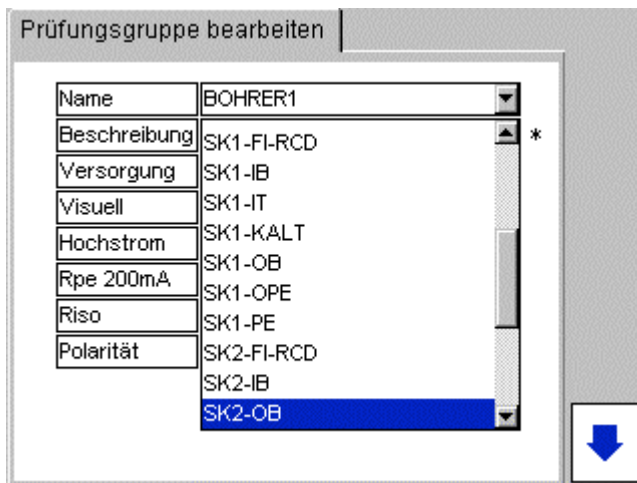 Prüfungsgruppe bearbeiten
Name BOHRER1
Beschreibung SK1-FI-RCD *
Versorgung SK1-IB
Visuell SK1-IT
Hochstrom SK1-KALT
Rpe 200mA SK1-OB
Riso SK1-OPE
Polarität SK1-PE
SK2-FI-RCD
SK2-IB
SK2-OB